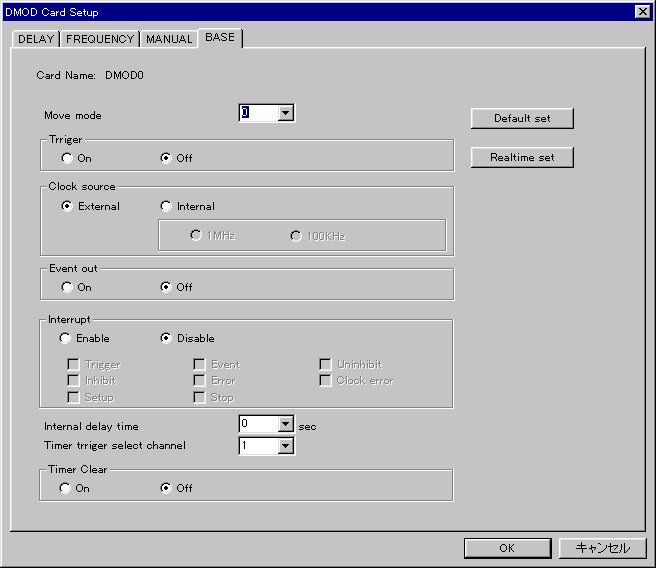 DMOD Card Setup
DELAY FREQUENCY MANUAL BASE
Card Name: DMOD0
Move mode 0 Default set
Trriger
On Off Realtime set
Clock source
External Internal
1MHz 100KHz
Event out
On Off
Interrupt
Enable Disable
Trigger Event Uninhibit
Inhibit Error Clock error
Setup Stop
Internal delay time 0 sec
Timer trriger select channel 1
Timer Clear
On Off
OK キャンセル